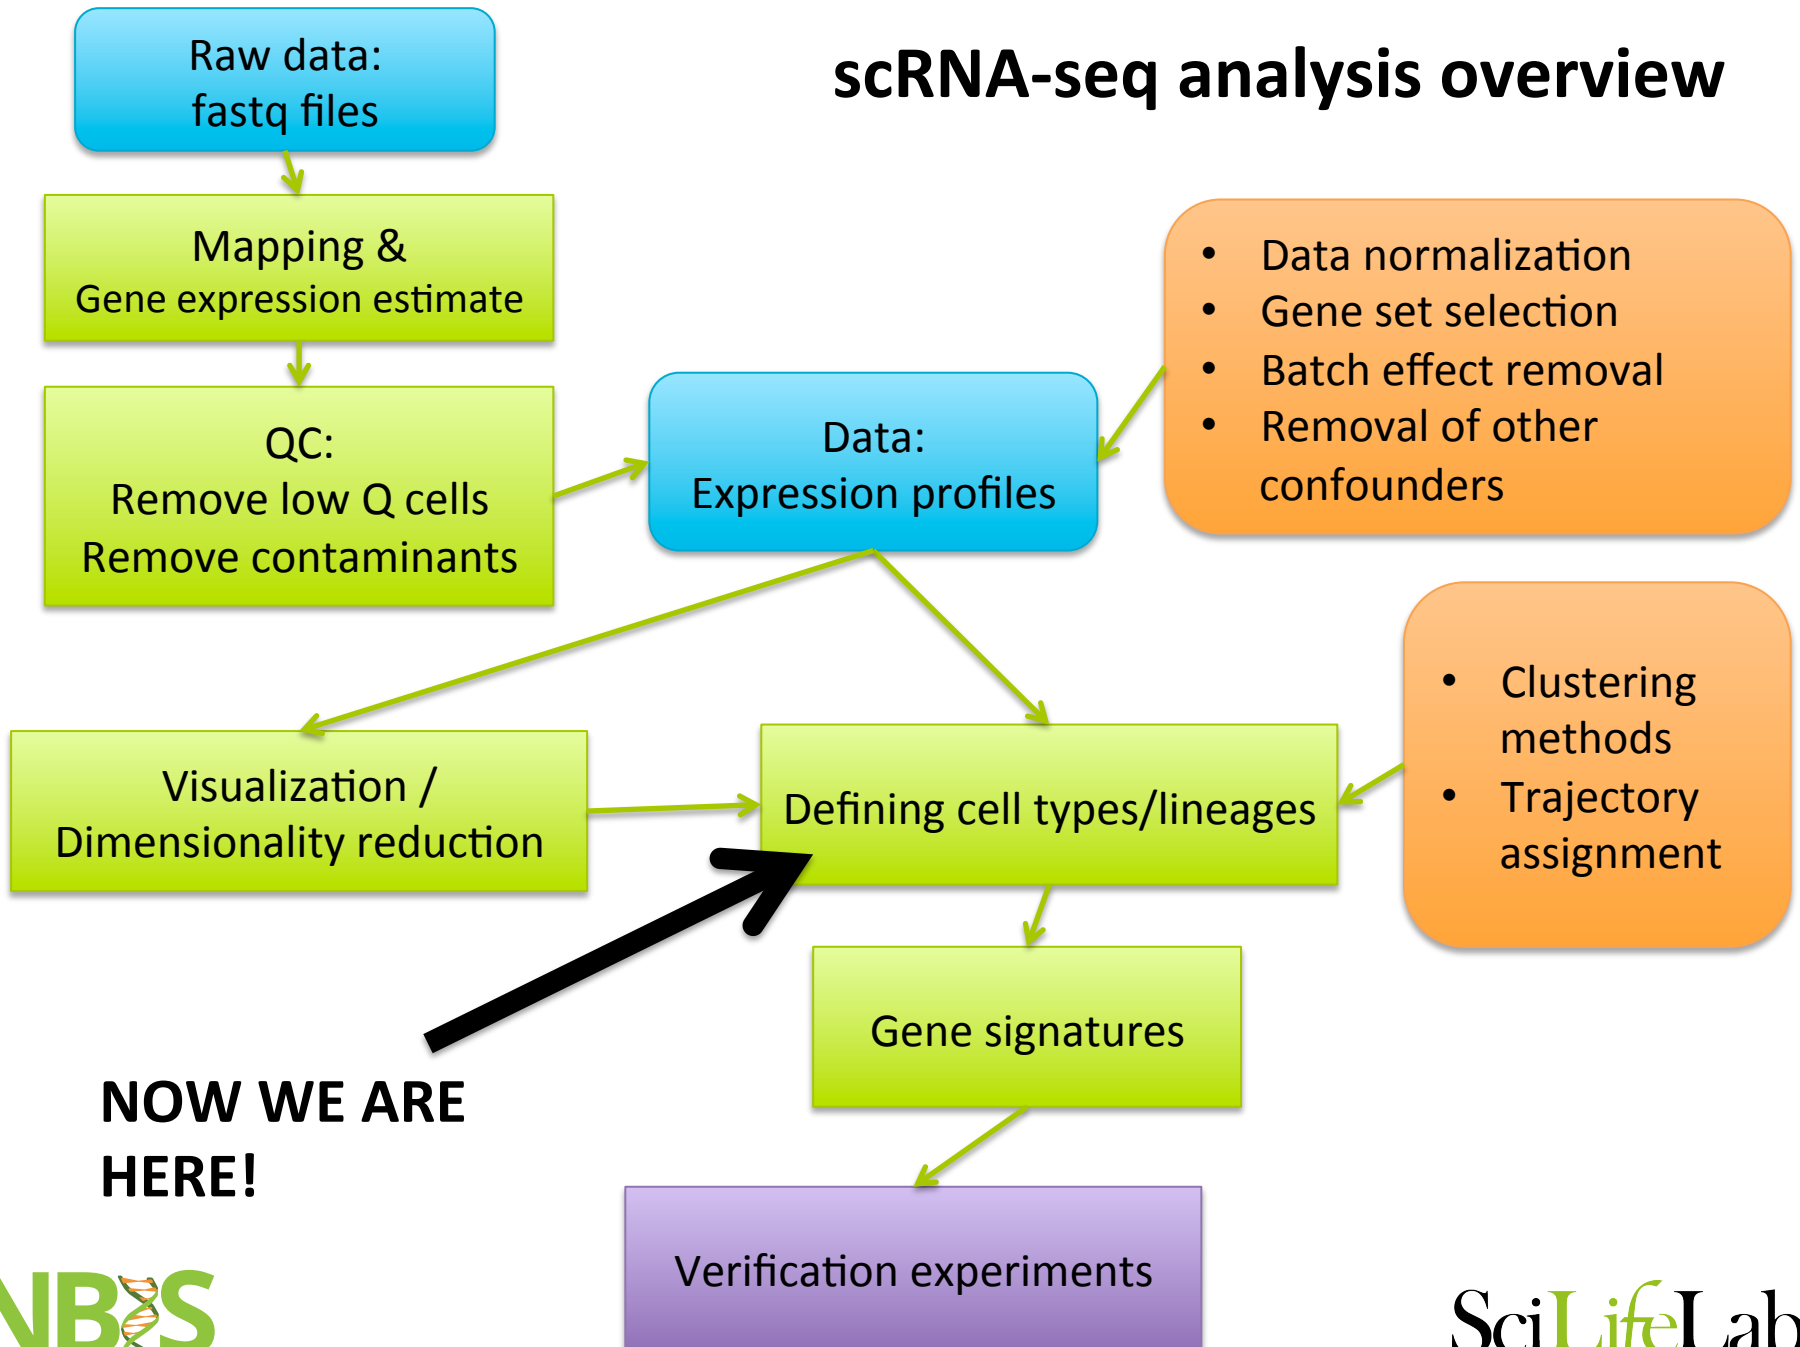 scRNA-seq analysis overview
Raw data:
fastq files
Mapping &
Gene expression estimate
QC:
Remove low Q cells
Remove contaminants
Data:
Expression profiles
• Data normalization
• Gene set selection
• Batch effect removal
• Removal of other
confounders
Visualization /
Dimensionality reduction
Defining cell types/lineages
• Clustering
methods
• Trajectory
assignment
Gene signatures
NOW WE ARE
HERE!
Verification experiments
NBIS
SciLifeLab